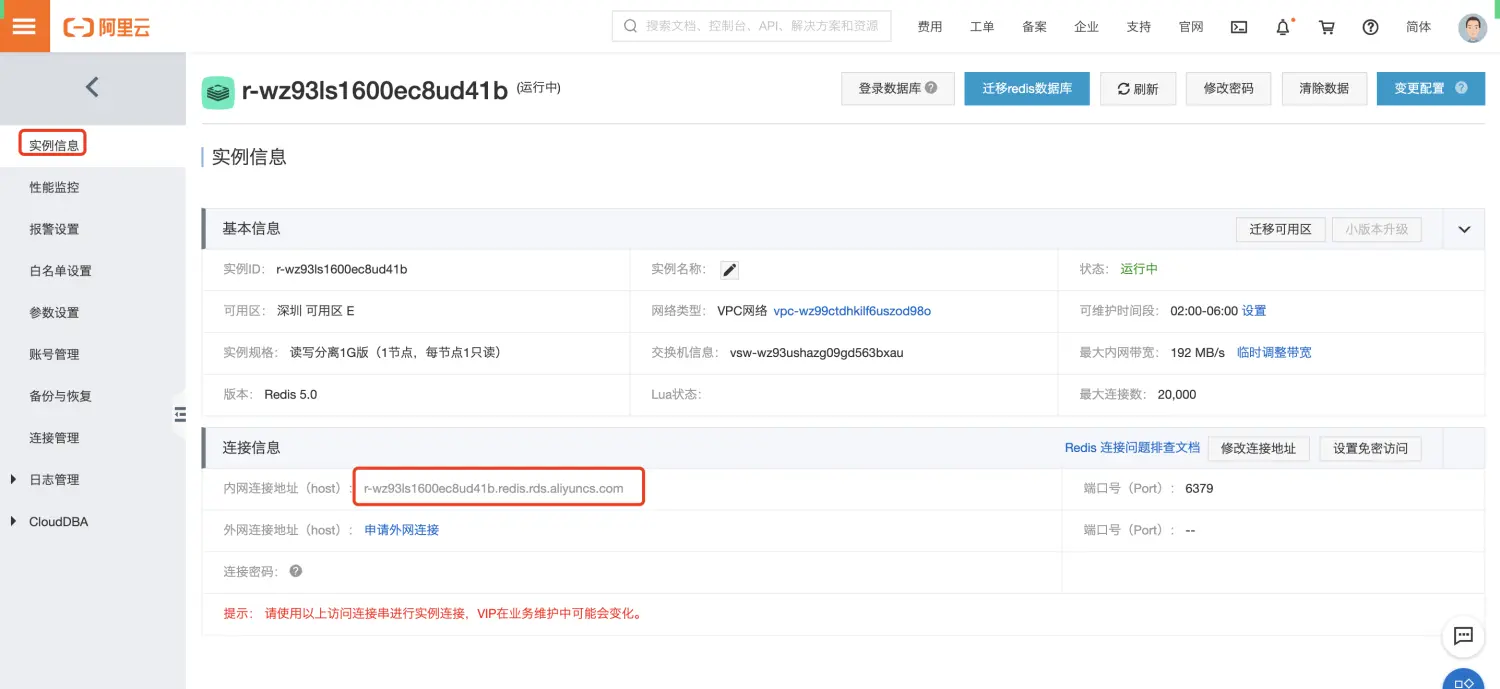 阿里云
搜索文档、控制台、API、解决方案和资源
费用 工单 备案 企业 支持 官网 简体
r-wz93ls1600ec8ud41b (运行中)
登录数据库 迁移redis数据库 刷新 修改密码 清除数据 变更配置
实例信息
性能监控
报警设置
白名单设置
参数设置
账号管理
备份与恢复
连接管理
日志管理
CloudDBA
实例信息
基本信息 迁移可用区 小版本升级
实例ID: r-wz93ls1600ec8ud41b 实例名称: 状态: 运行中
可用区: 深圳 可用区 E 网络类型: VPC网络 vpc-wz99ctdhkilf6uszod98o 可维护时间段: 02:00-06:00 设置
实例规格: 读写分离1G版（1节点，每节点1只读） 交换机信息: vsw-wz93ushazg09gd563bxau 最大内网带宽: 192 MB/s 临时调整带宽
版本: Redis 5.0 Lua状态: 最大连接数: 20,000
连接信息 Redis 连接问题排查文档 修改连接地址 设置免密访问
内网连接地址（host）: r-wz93ls1600ec8ud41b.redis.rds.aliyuncs.com 端口号（Port）: 6379
外网连接地址（host）: 申请外网连接 端口号（Port）: --
连接密码:
提示: 请使用以上访问连接串进行实例连接，VIP在业务维护中可能会变化。